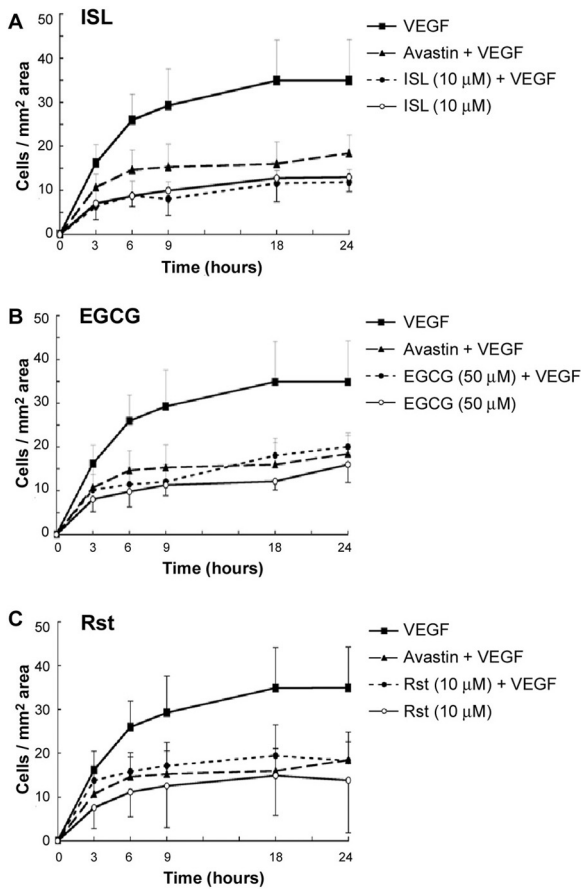 A ISL
50
40
30
20
10
0
Cells / mm² area
0 3 6 9 18 24
Time (hours)
VEGF
Avastin + VEGF
ISL (10 μM) + VEGF
ISL (10 μM)
B EGCG
50
40
30
20
10
0
Cells / mm² area
0 3 6 9 18 24
Time (hours)
VEGF
Avastin + VEGF
EGCG (50 μM) + VEGF
EGCG (50 μM)
C Rst
50
40
30
20
10
0
Cells / mm² area
0 3 6 9 18 24
Time (hours)
VEGF
Avastin + VEGF
Rst (10 μM) + VEGF
Rst (10 μM)